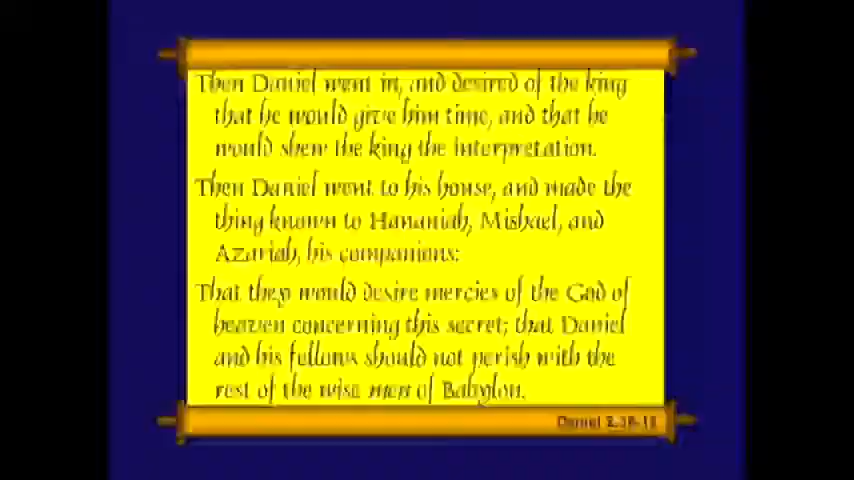 Then Daniel went in, and desired of the king
that he would give him time, and that he
would shew the king the interpretation.
Then Daniel went to his house, and made the
thing known to Hananiah, Mishael, and
Azariah, his companions:
That they would desire mercies of the God of
heaven concerning this secret; that Daniel
and his fellows should not perish with the
rest of the wise men of Babylon.
Daniel